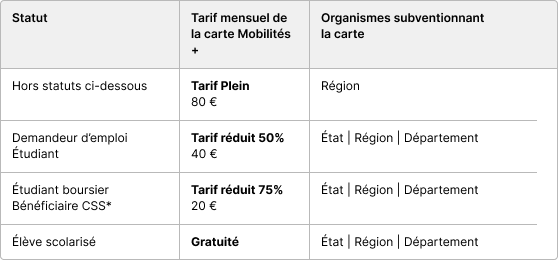 Statut
Tarif mensuel de
la carte Mobilités
+
Organismes subventionnant
la carte
Hors statuts ci-dessous
Tarif Plein
80 €
Région
Demandeur d’emploi
Étudiant
Tarif réduit 50%
40 €
État | Région | Département
Étudiant boursier
Bénéficiaire CSS*
Tarif réduit 75%
20 €
État | Région | Département
Élève scolarisé
Gratuité
État | Région | Département